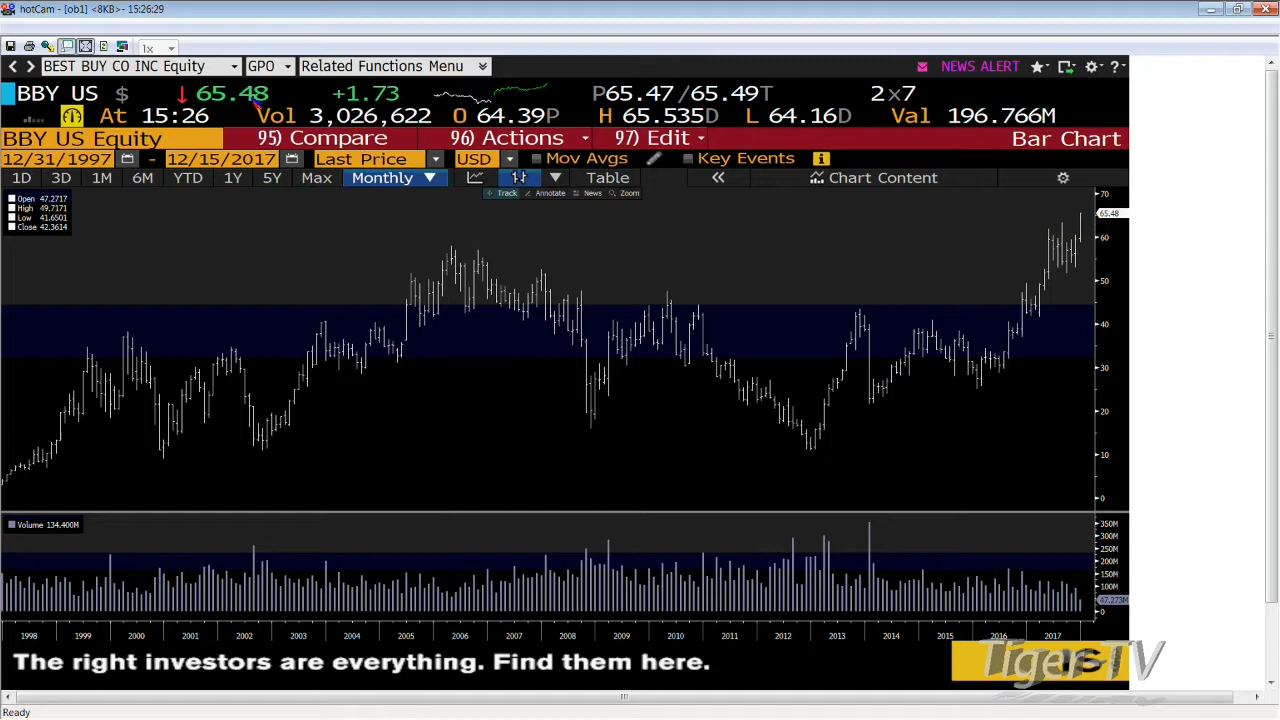 hotCam - [ob1] <8KB>- 15:26:29
1x
BEST BUY CO INC Equity GPO Related Functions Menu NEWS ALERT ?
BBY US $ 65.48 +1.73 P65.47/65.49T 2x7
At 15:26 Vol 3,026,622 O 64.39P H 65.535D L 64.16D Val 196.766M
BBY US Equity 95) Compare 96) Actions 97) Edit Bar Chart
12/31/1997 - 12/15/2017 Last Price USD Mov Avgs Key Events
1D 3D 1M 6M YTD 1Y 5Y Max Monthly Table Chart Content
Track Annotate News Zoom
Open 47.2717
High 49.7171
Low 41.6501
Close 42.3614
70
65.48
60
50
40
30
20
10
0
Volume 134.400M
350M
300M
250M
200M
150M
100M
47.273M
0
1998 1999 2000 2001 2002 2003 2004 2005 2006 2007 2008 2009 2010 2011 2012 2013 2014 2015 2016 2017
The right investors are everything. Find them here.
TigerTV
Ready